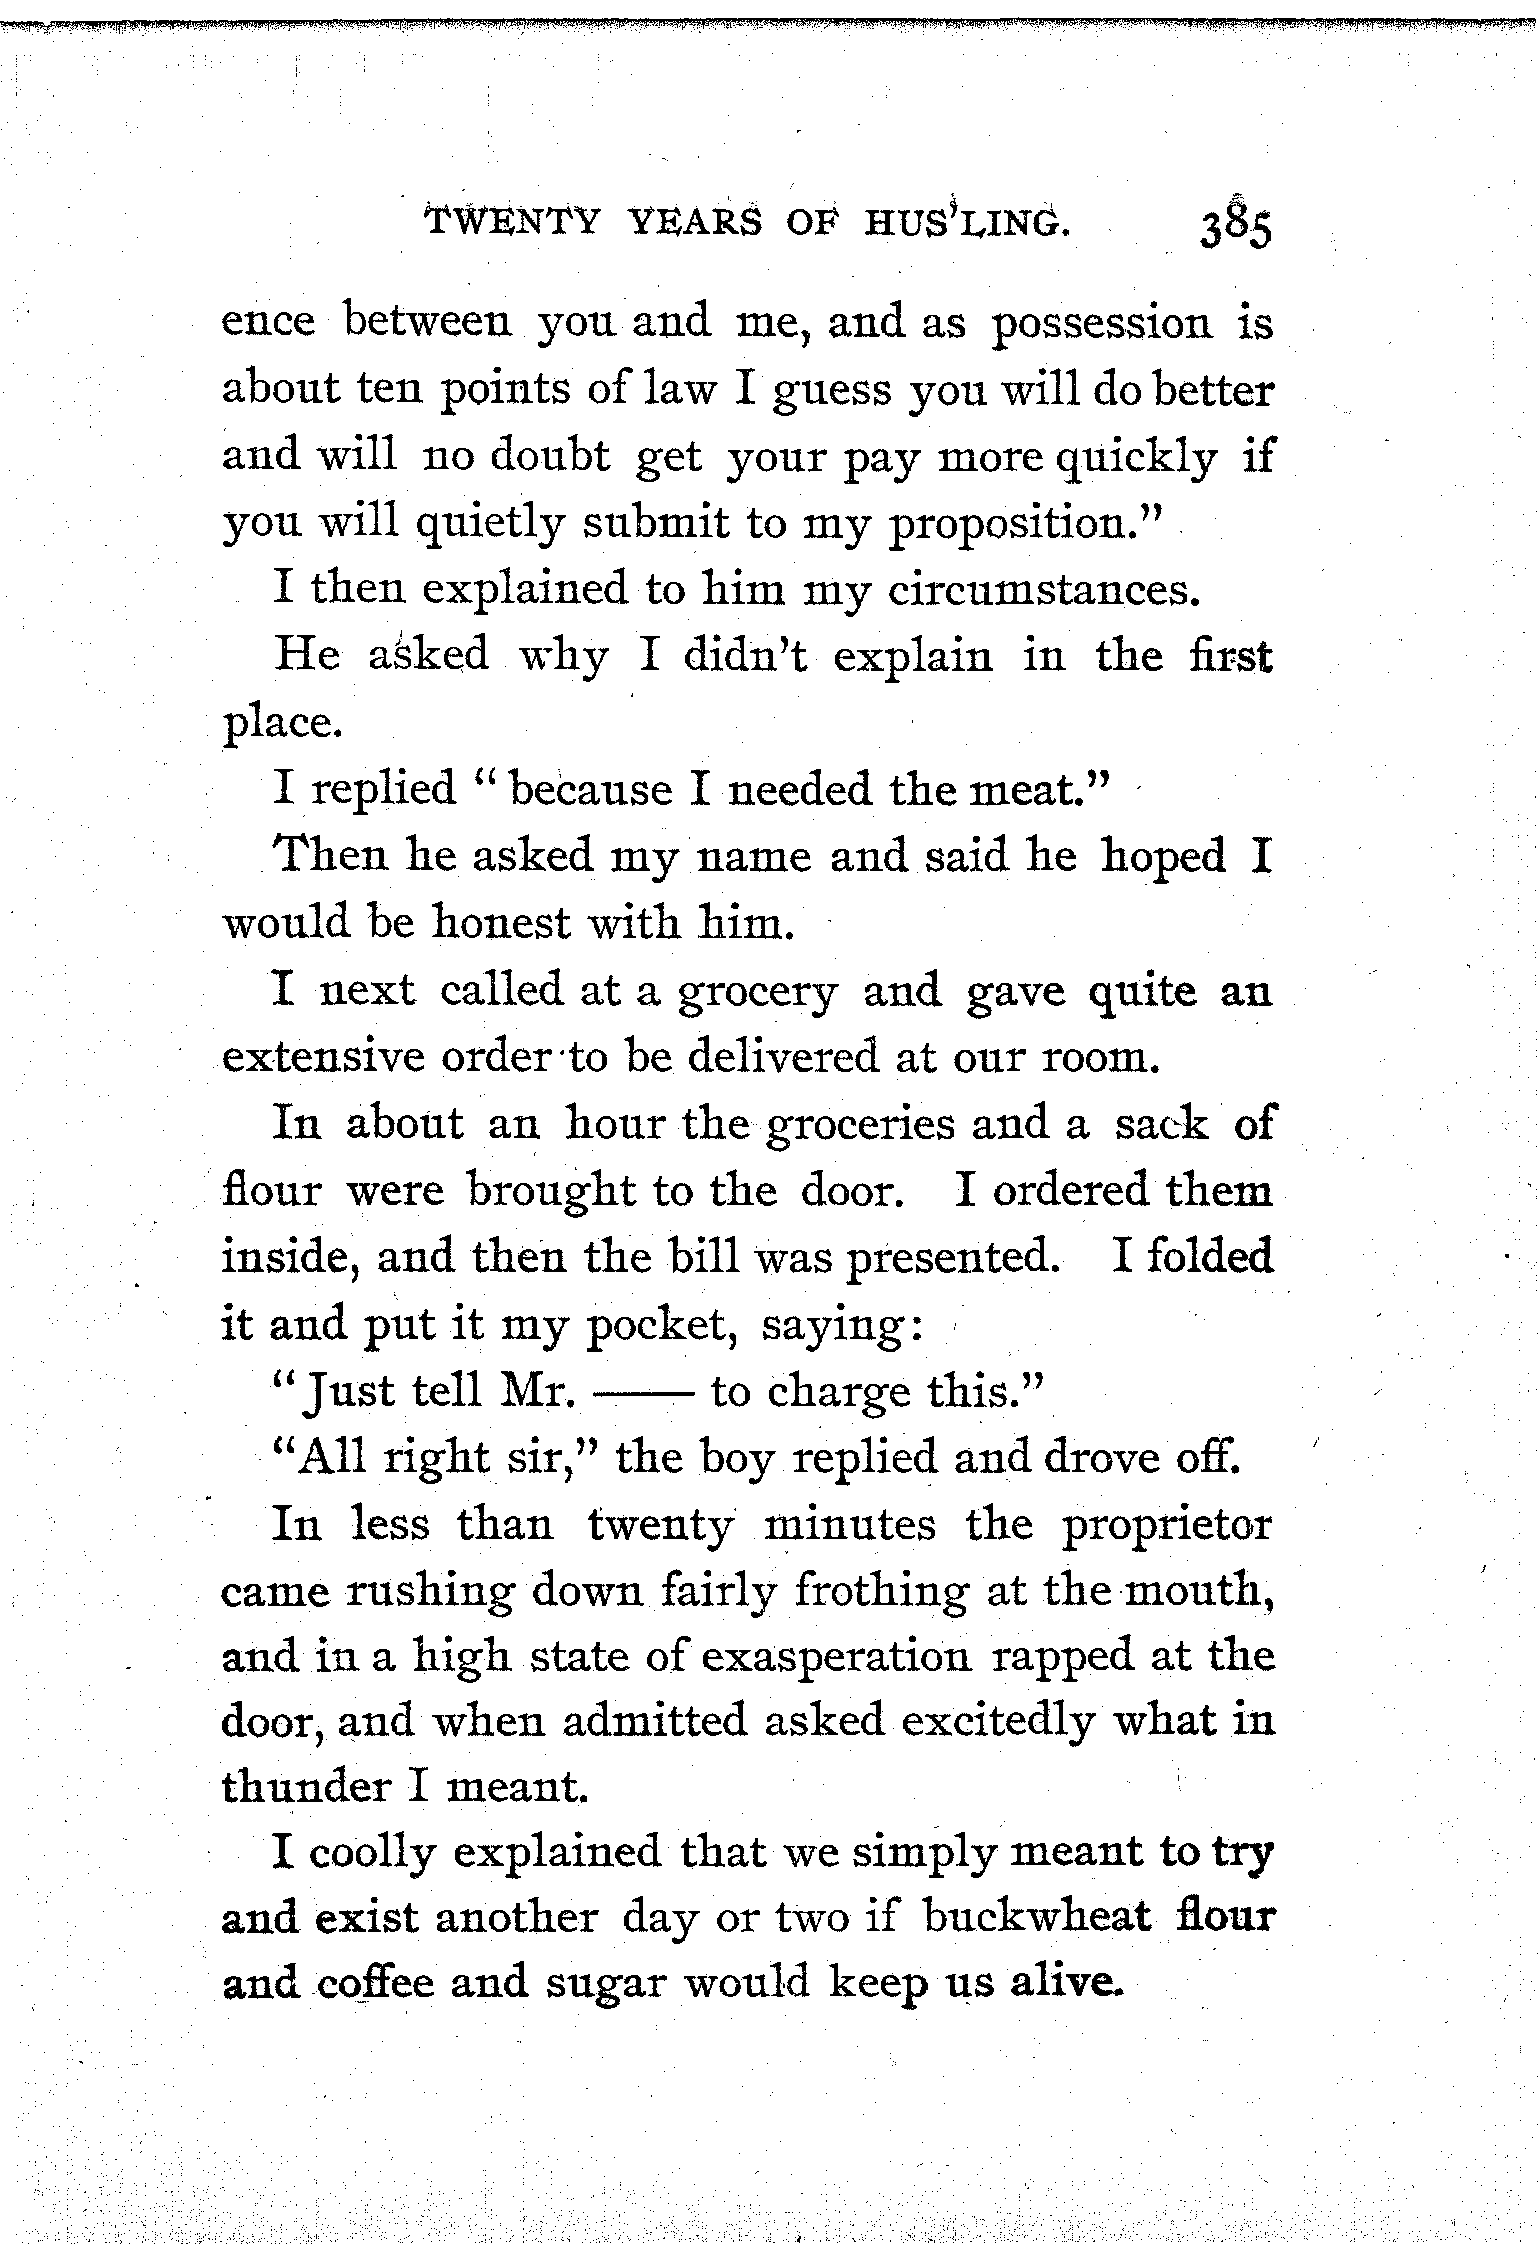 TWENTY YEARS OF HUS'LING. 385
ence between you and me, and as possession is
about ten points of law I guess you will do better
and will no doubt get your pay more quickly if
you will quietly submit to my proposition."
I then explained to him my circumstances.
He asked why I didn't explain in the first
place.
I replied "because I needed the meat."
Then he asked my name and said he hoped I
would be honest with him.
I next called at a grocery and gave quite an
extensive order to be delivered at our room.
In about an hour the groceries and a sack of
flour were brought to the door. I ordered them
inside, and then the bill was presented. I folded
it and put it my pocket, saying:
"Just tell Mr. —— to charge this."
"All right sir," the boy replied and drove off.
In less than twenty minutes the proprietor
came rushing down fairly frothing at the mouth,
and in a high state of exasperation rapped at the
door, and when admitted asked excitedly what in
thunder I meant.
I coolly explained that we simply meant to try
and exist another day or two if buckwheat flour
and coffee and sugar would keep us alive.